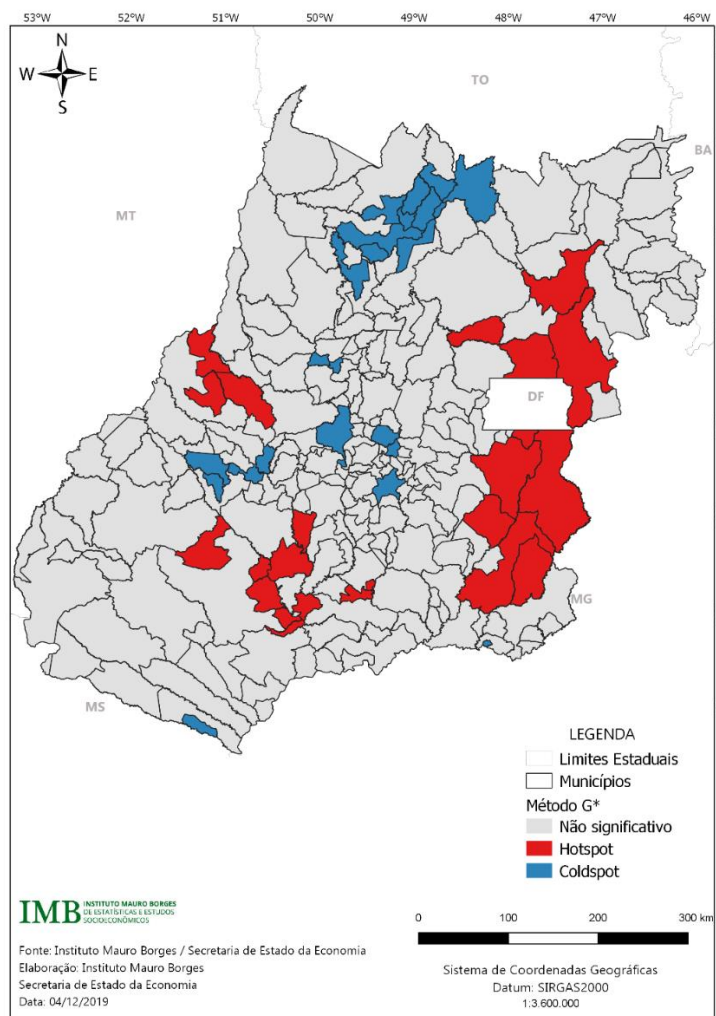 53°W 52°W 51°W 50°W 49°W 48°W 47°W 46°W
N
W E
S
TO
BA
MT
DF
MG
MS
LEGENDA
Limites Estaduais
Municípios
Método G*
Não significativo
Hotspot
Coldspot
IMB INSTITUTO MAURO BORGES
DE ESTATÍSTICAS E ESTUDOS
SOCIOECONÔMICOS
Fonte: Instituto Mauro Borges / Secretaria de Estado da Economia
Elaboração: Instituto Mauro Borges
Secretaria de Estado da Economia
Data: 04/12/2019
0 100 200 300 km
Sistema de Coordenadas Geográficas
Datum: SIRGAS2000
1:3.600.000